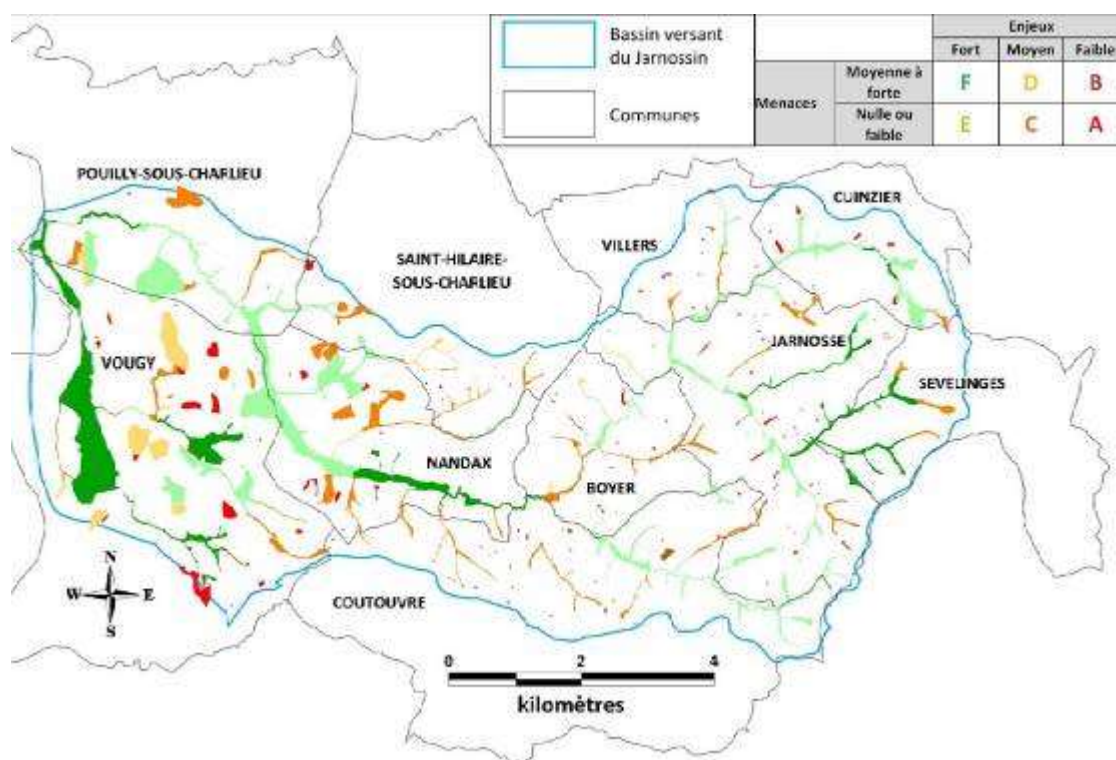 Bassin versant
du Jarnossin
Communes
Enjeux
Fort Moyen Faible
Menaces
Moyenne à
forte
F D B
Nulle ou
faible
E C A
POUILLY-SOUS-CHARLIEU
CUINZIER
VILLERS
SAINT-HILAIRE-
SOUS-CHARLIEU
JARNOSSE
VOUGY
SEVELINGES
NANDAX
BOYER
N
W E
S
COUTOUVRE
0 2 4
kilomètres